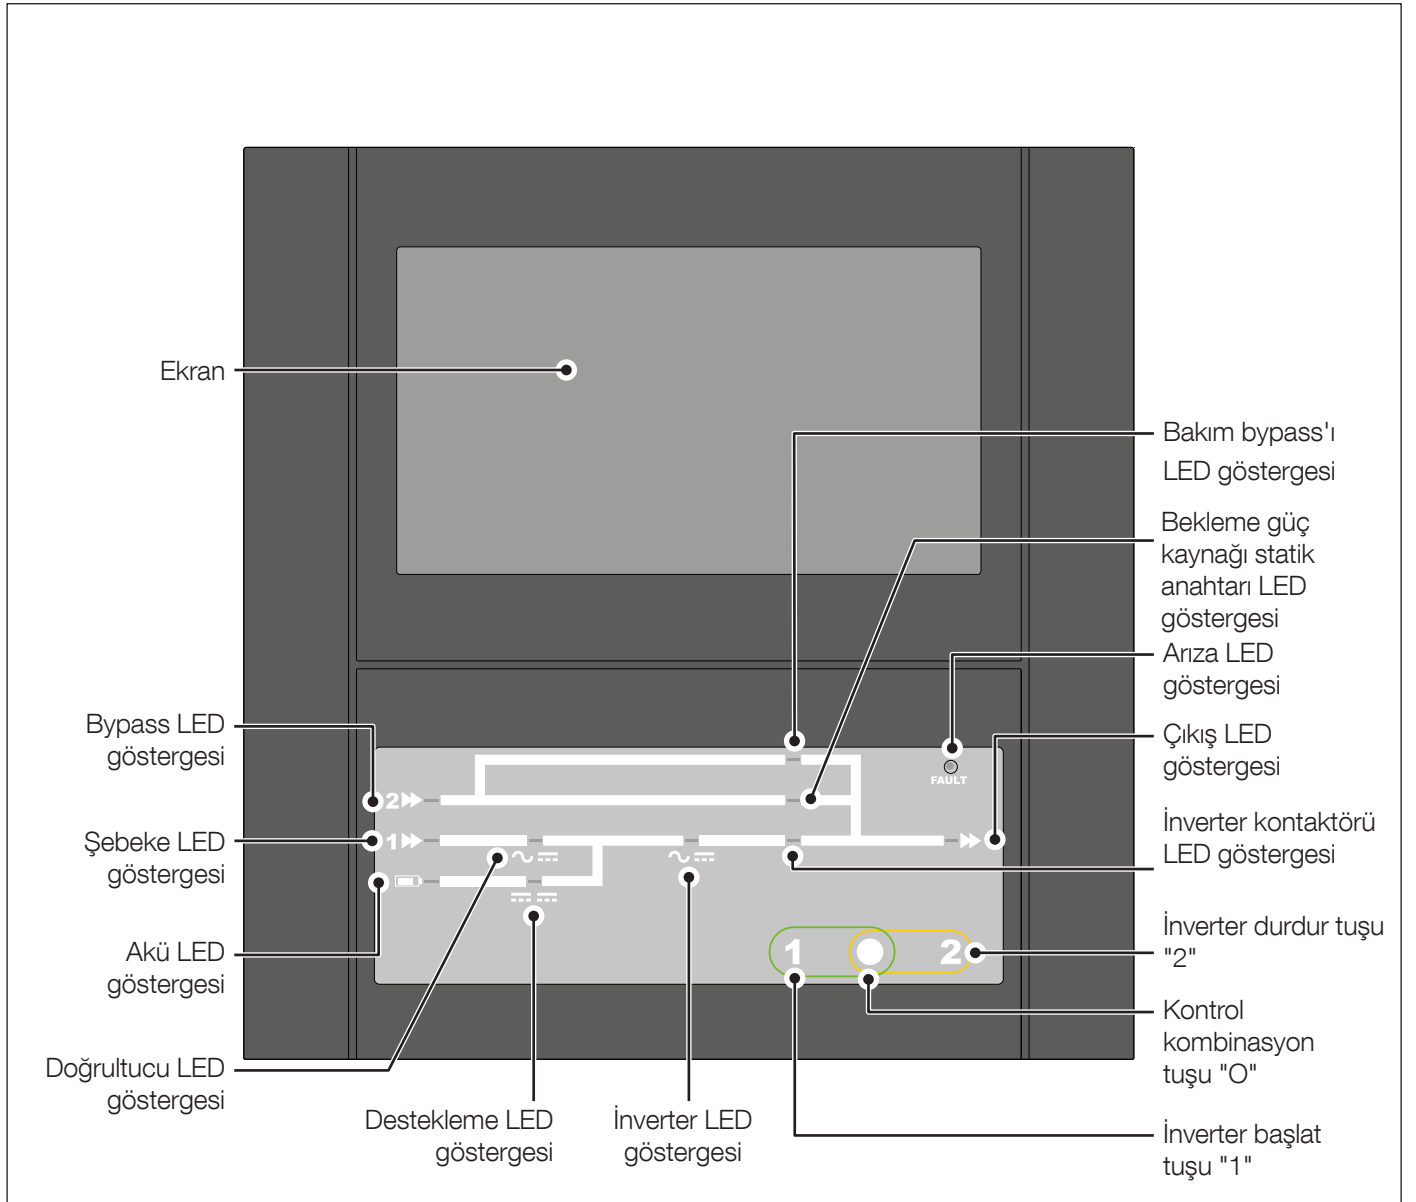 Ekran
Bakım bypass'ı
LED göstergesi
Bekleme güç
kaynağı statik
anahtarı LED
göstergesi
Arıza LED
göstergesi
Bypass LED
göstergesi
Çıkış LED
göstergesi
FAULT
2
Şebeke LED
göstergesi
1
İnverter kontaktörü
LED göstergesi
Akü LED
göstergesi
1
2
İnverter durdur tuşu
"2"
Kontrol
kombinasyon
tuşu "O"
Doğrultucu LED
göstergesi
Destekleme LED
göstergesi
İnverter LED
göstergesi
İnverter başlat
tuşu "1"